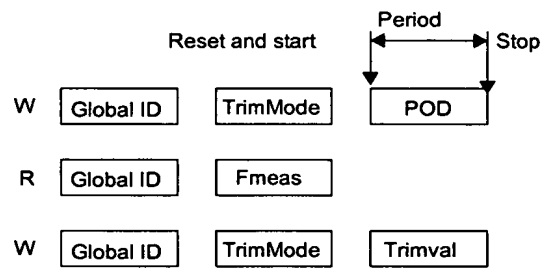 Period
Reset and start Stop
W Global ID TrimMode POD
R Global ID Fmeas
W Global ID TrimMode Trimval